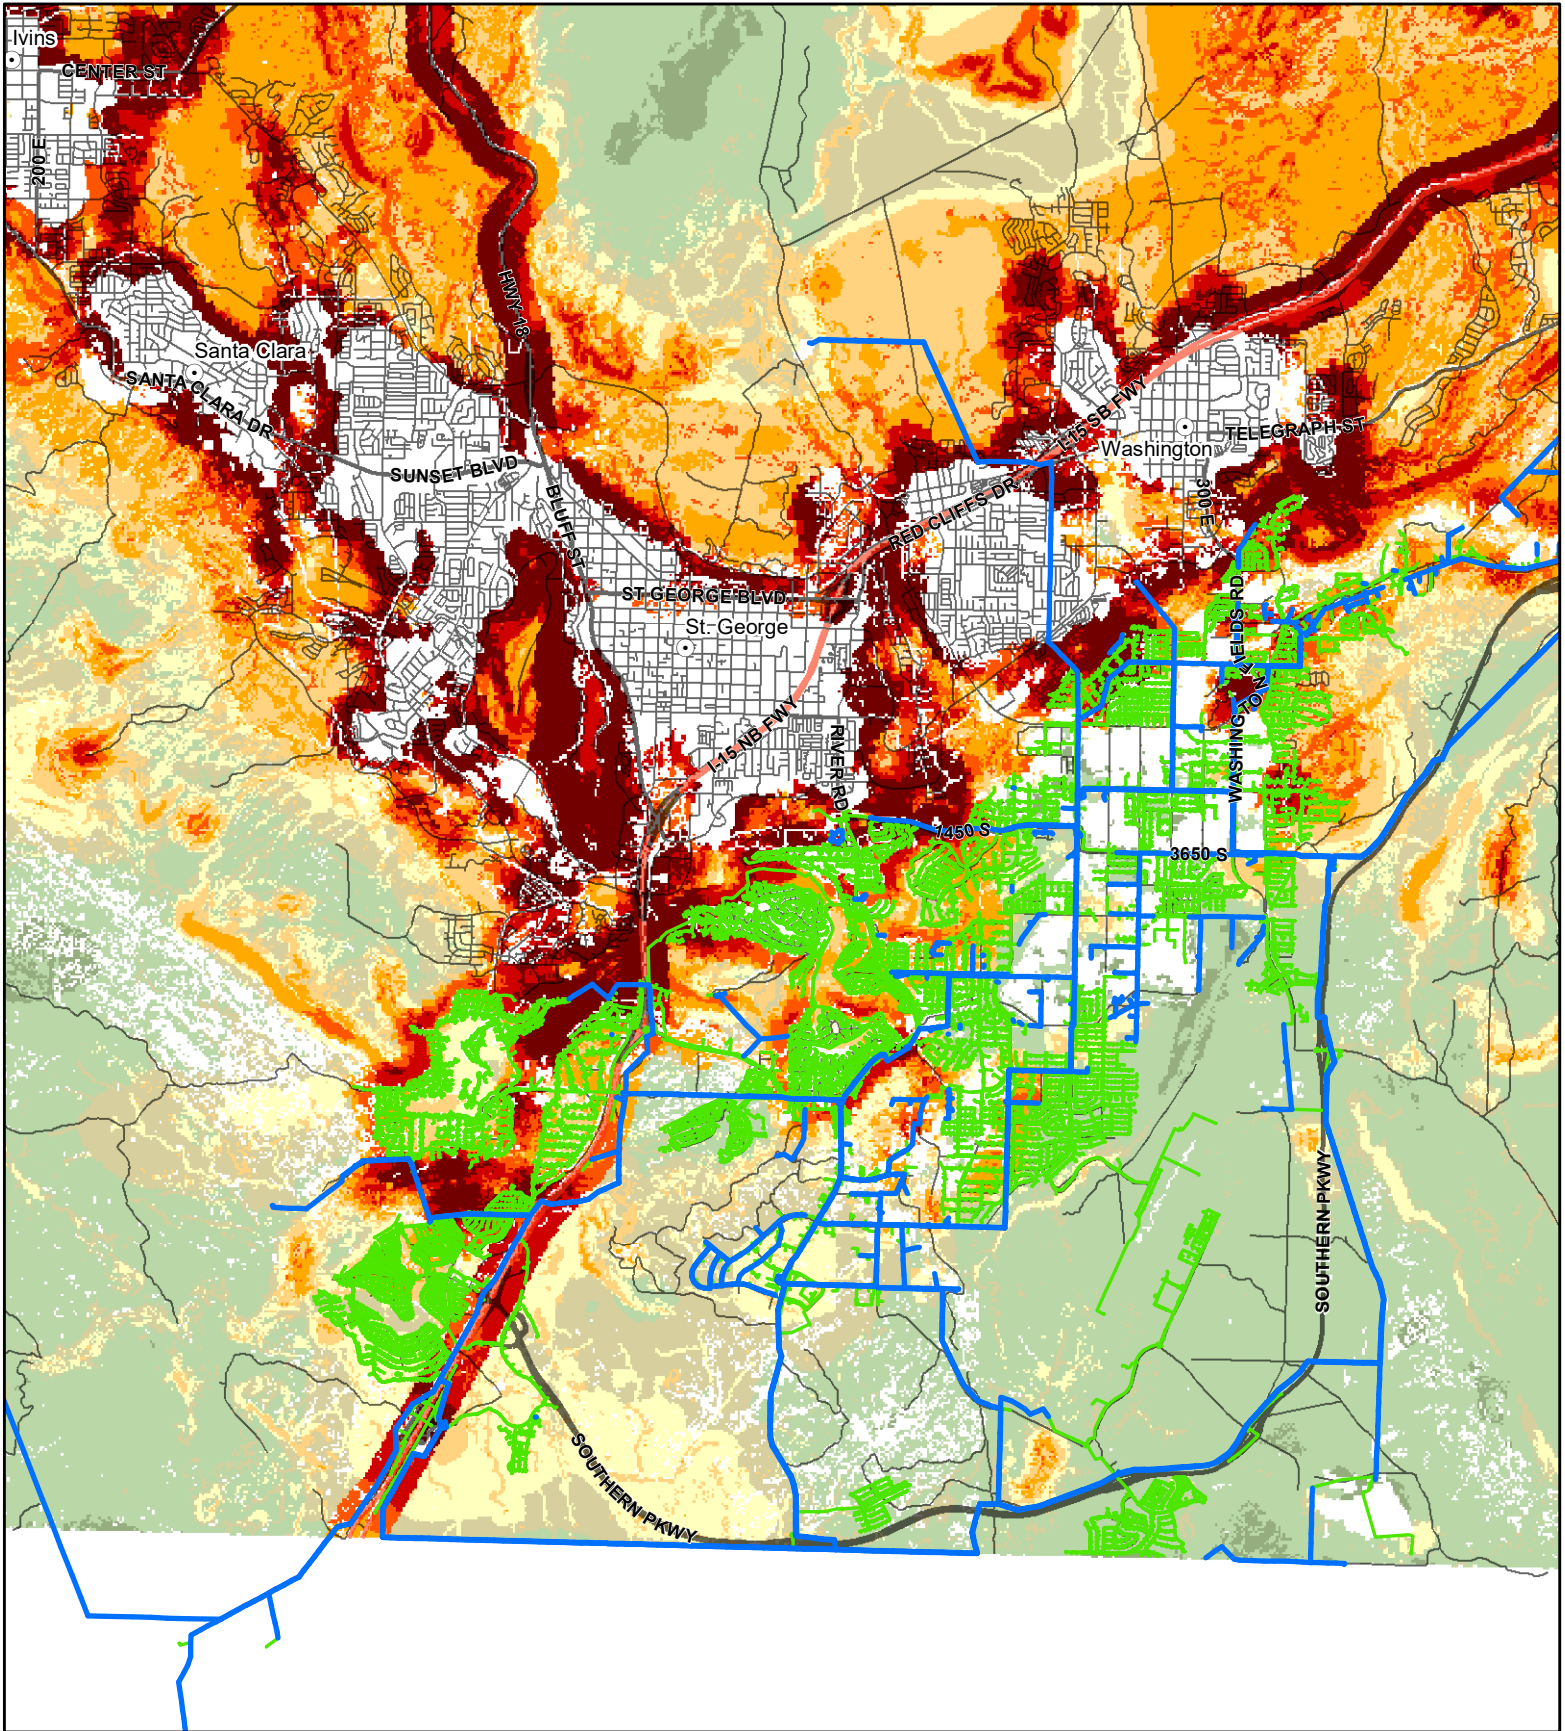 Ivins
CENTER ST
200 E
HWY 18
Santa Clara
SANTA CLARA DR
SUNSET BLVD
BLUFF ST
I-15 SB FWY
Washington
TELEGRAPH ST
300 E
RED CLIFFS DR
ST GEORGE BLVD
St. George
I-15 NB FWY
RIVER RD
WASHINGTON FIELDS RD
1450 S
3650 S
SOUTHERN PKWY
SOUTHERN PKWY